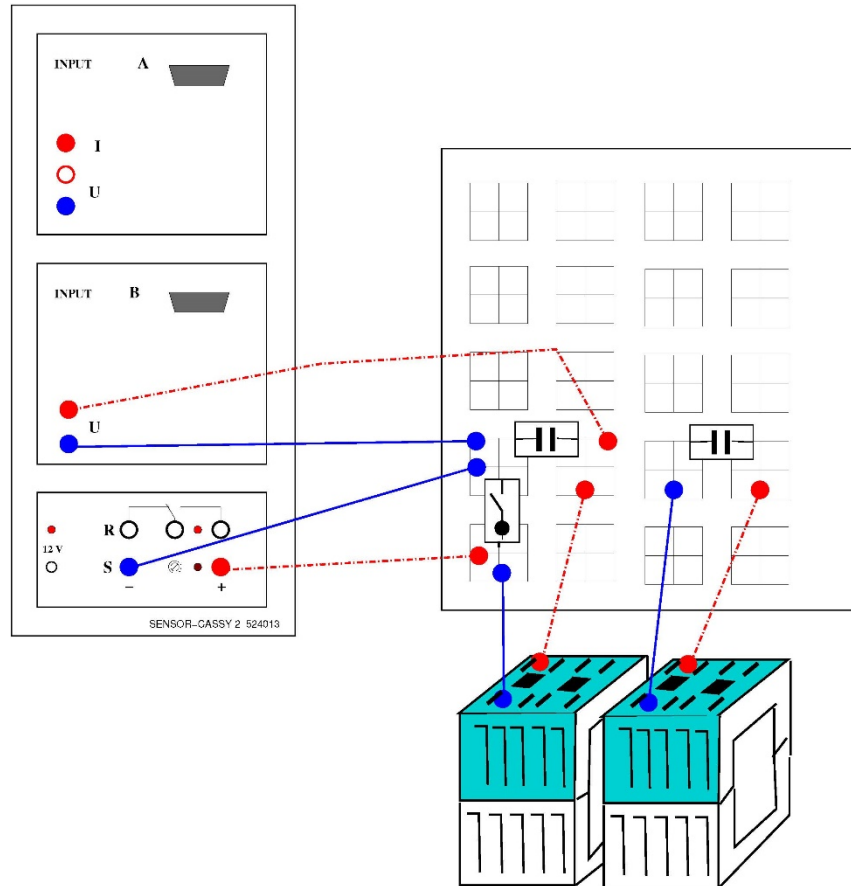 INPUT A
I
U
INPUT B
U
R
12 V
S
− +
SENSOR−CASSY 2 524013